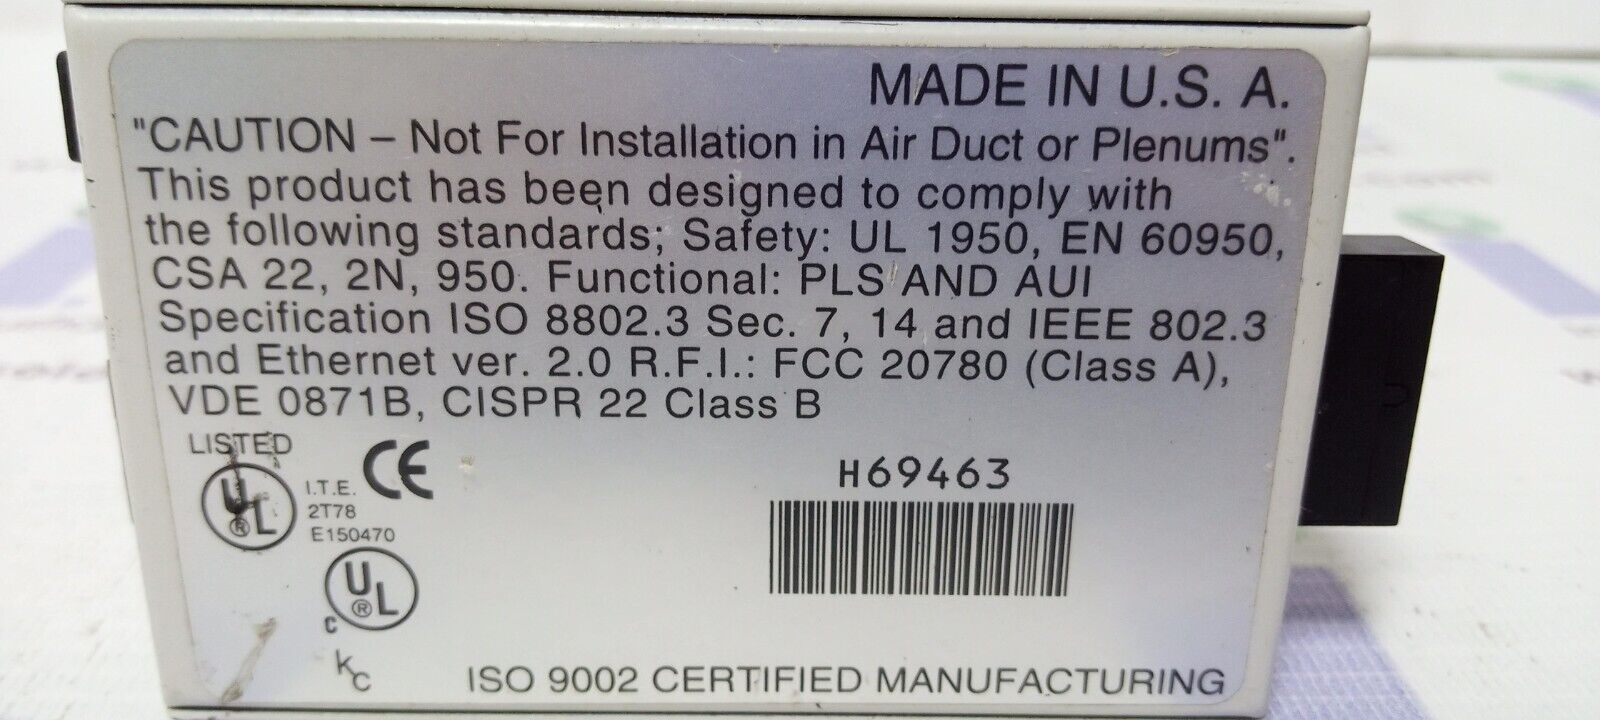 MADE IN U.S. A.
"CAUTION – Not For Installation in Air Duct or Plenums".
This product has been designed to comply with
the following standards; Safety: UL 1950, EN 60950,
CSA 22, 2N, 950. Functional: PLS AND AUI
Specification ISO 8802.3 Sec. 7, 14 and IEEE 802.3
and Ethernet ver. 2.0 R.F.I.: FCC 20780 (Class A),
VDE 0871B, CISPR 22 Class B
LISTED
UL ®
I.T.E.
2T78
E150470
CE
H69463
c UL ®
KC
ISO 9002 CERTIFIED MANUFACTURING